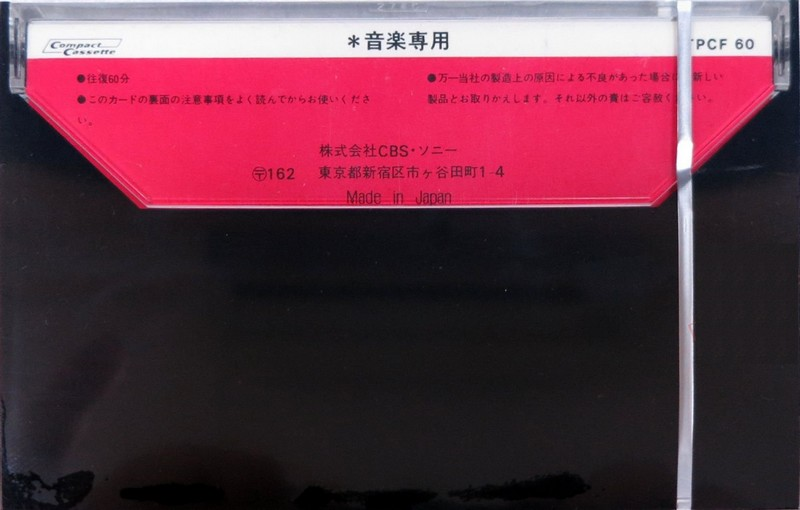 Compact Cassette
*音楽専用
TPCF 60
●往復60分
●このカードの裏面の注意事項をよく読んでからお使いくださ
い。
●万一当社の製造上の原因による不良があった場合 新しい
製品とお取りかえします。それ以外の責はご容赦く さい。
株式会社CBS・ソニー
〒162 東京都新宿区市ヶ谷田町1-4
Made in Japan